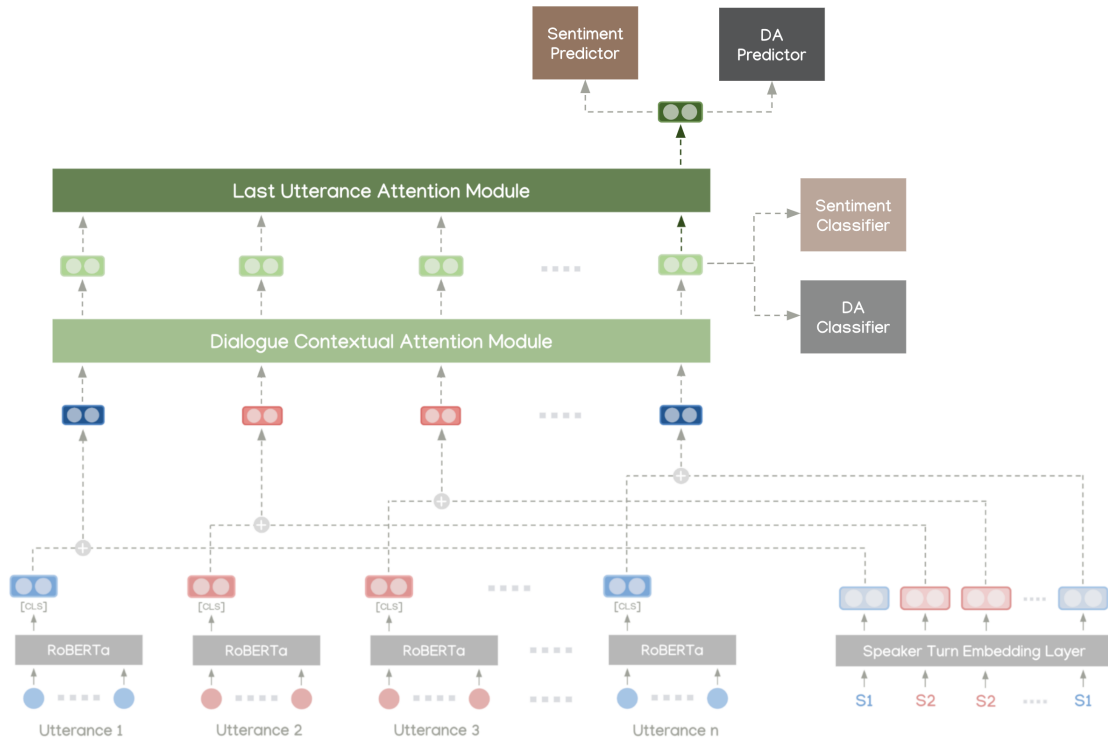 Sentiment
Predictor
DA
Predictor
Last Utterance Attention Module
Sentiment
Classifier
DA
Classifier
Dialogue Contextual Attention Module
[CLS]
[CLS]
[CLS]
[CLS]
RoBERTa
RoBERTa
RoBERTa
RoBERTa
Speaker Turn Embedding Layer
S1
S2
S2
S1
Utterance 1
Utterance 2
Utterance 3
Utterance n